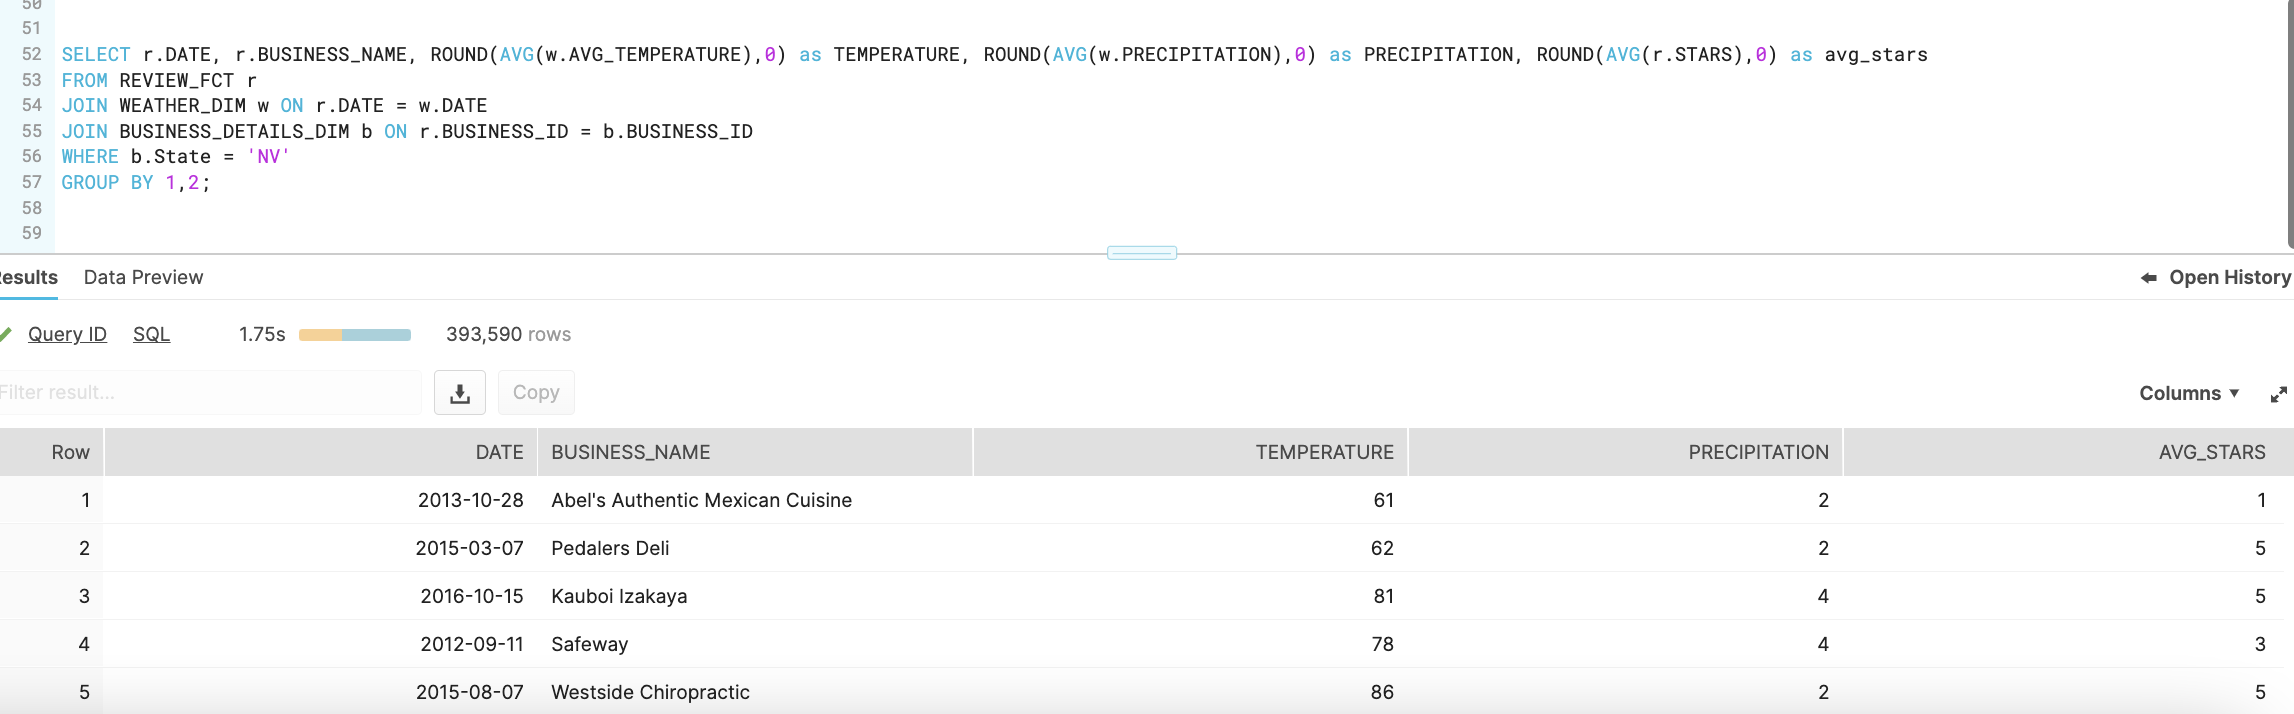 50
51
52 SELECT r.DATE, r.BUSINESS_NAME, ROUND(AVG(w.AVG_TEMPERATURE),0) as TEMPERATURE, ROUND(AVG(w.PRECIPITATION),0) as PRECIPITATION, ROUND(AVG(r.STARS),0) as avg_stars
53 FROM REVIEW_FCT r
54 JOIN WEATHER_DIM w ON r.DATE = w.DATE
55 JOIN BUSINESS_DETAILS_DIM b ON r.BUSINESS_ID = b.BUSINESS_ID
56 WHERE b.State = 'NV'
57 GROUP BY 1,2;
58
59
Results Data Preview Open History
Query ID SQL 1.75s 393,590 rows
Filter result... Copy Columns
Row DATE BUSINESS_NAME TEMPERATURE PRECIPITATION AVG_STARS
1 2013-10-28 Abel's Authentic Mexican Cuisine 61 2 1
2 2015-03-07 Pedalers Deli 62 2 5
3 2016-10-15 Kauboi Izakaya 81 4 5
4 2012-09-11 Safeway 78 4 3
5 2015-08-07 Westside Chiropractic 86 2 5